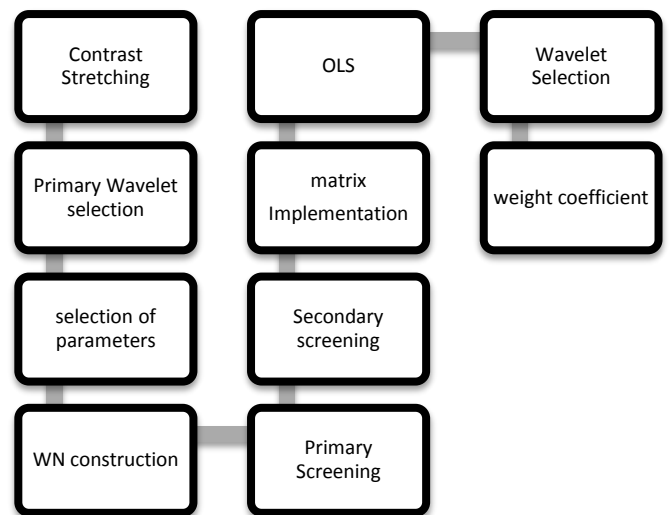 Contrast
Stretching
Primary Wavelet
selection
selection of
parameters
WN construction
Primary
Screening
Secondary
screening
matrix
Implementation
OLS
Wavelet
Selection
weight coefficient